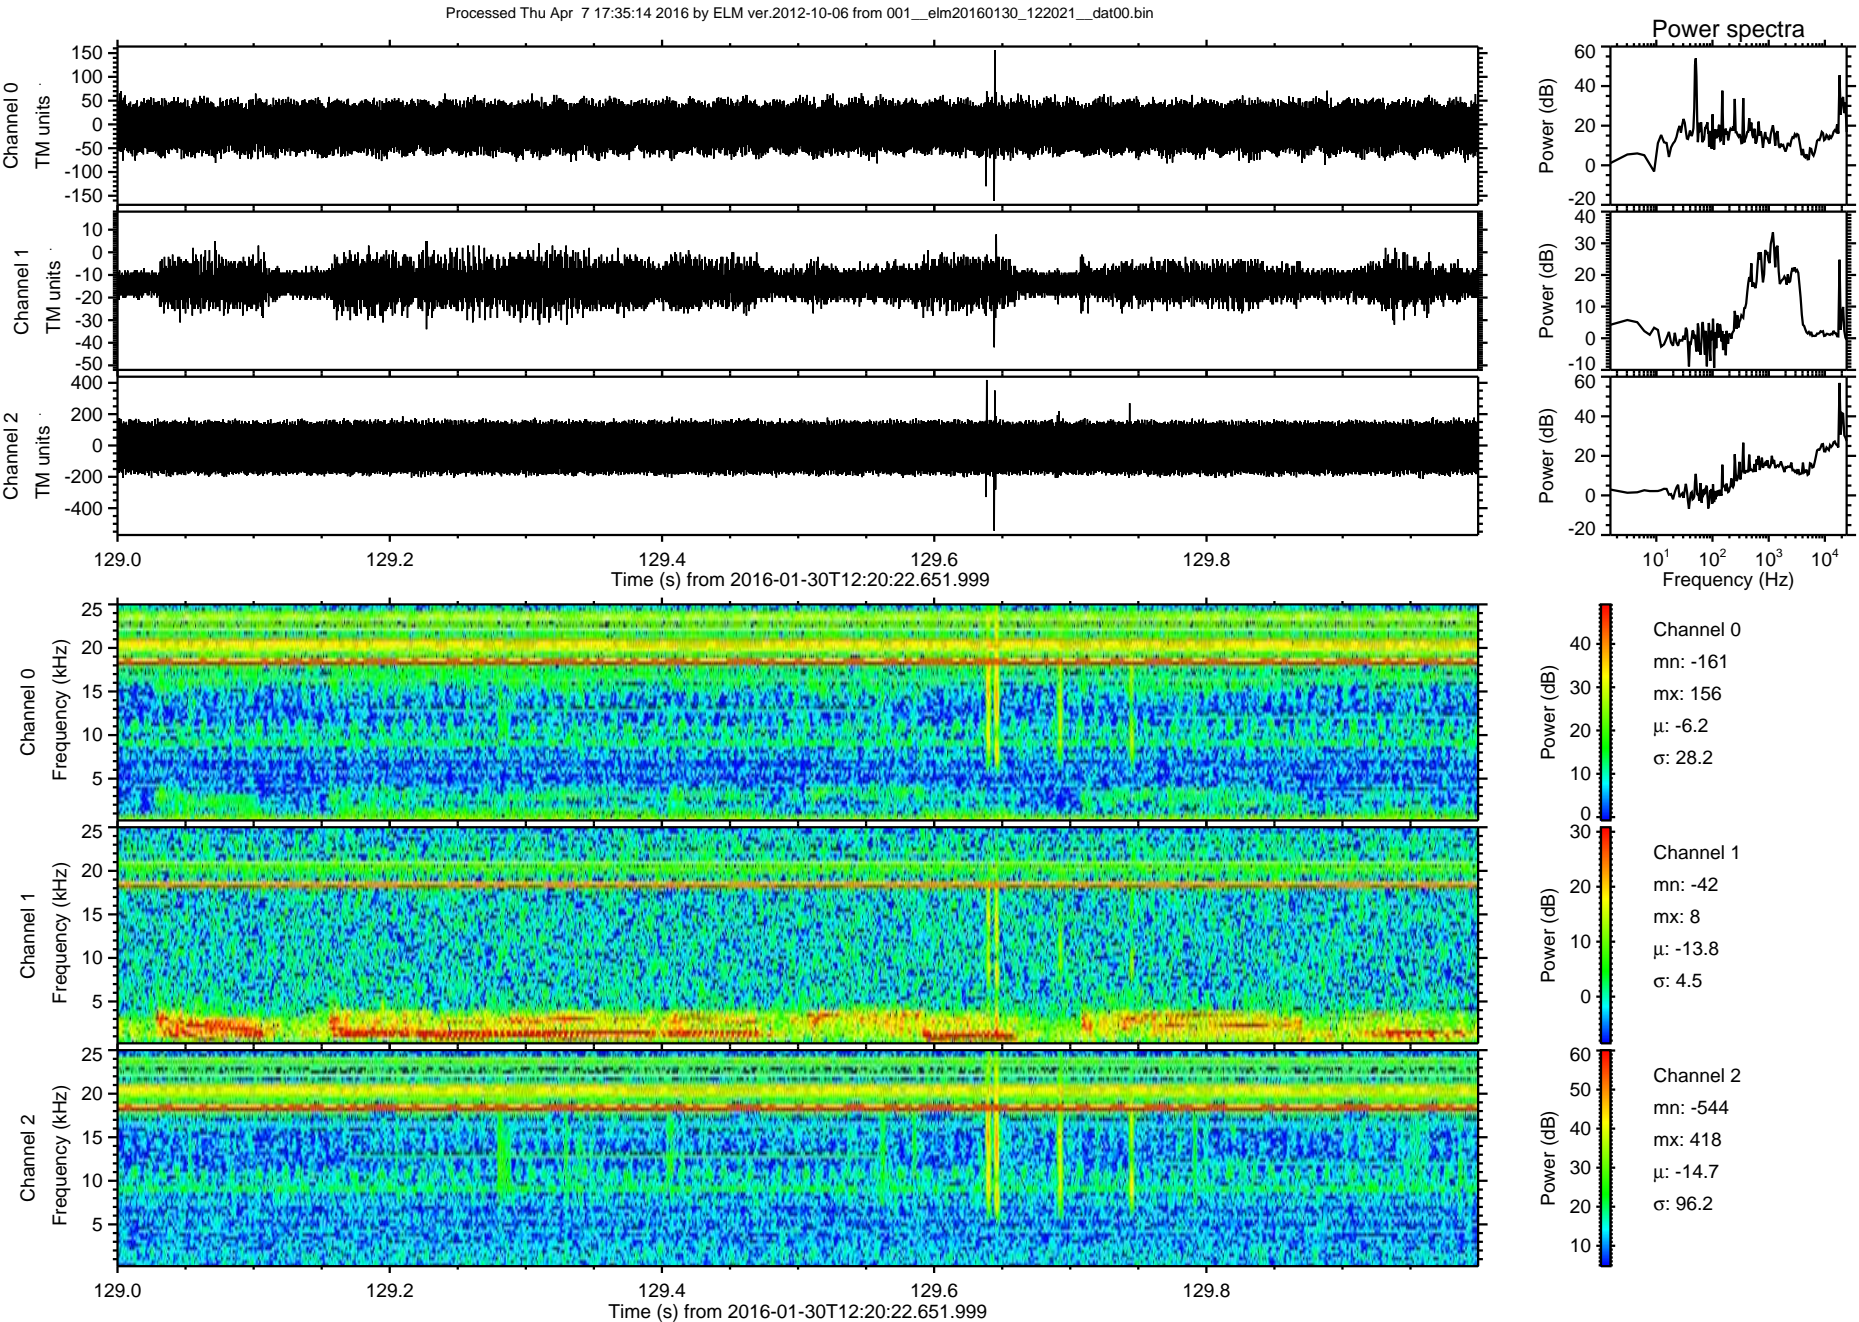 Processed Thu Apr  7 17:35:14 2016 by ELM ver.2012-10-06 from 001__elm20160130_122021__dat00.bin
Power spectra
Channel 0
TM units
150
100
50
0
-50
-100
-150
Power (dB)
60
40
20
0
-20
Channel 1
TM units
10
0
-10
-20
-30
-40
-50
Power (dB)
40
30
20
10
0
-10
Channel 2
TM units
400
200
0
-200
-400
Power (dB)
60
40
20
0
-20
129.0 129.2 129.4 129.6 129.8
Time (s) from 2016-01-30T12:20:22.651.999
10^1 10^2 10^3 10^4
Frequency (Hz)
Channel 0
Frequency (kHz)
25
20
15
10
5
Power (dB)
40
30
20
10
0
Channel 0
mn: -161
mx: 156
μ: -6.2
σ: 28.2
Channel 1
Frequency (kHz)
25
20
15
10
5
Power (dB)
30
20
10
0
Channel 1
mn: -42
mx: 8
μ: -13.8
σ: 4.5
Channel 2
Frequency (kHz)
25
20
15
10
5
Power (dB)
60
50
40
30
20
10
Channel 2
mn: -544
mx: 418
μ: -14.7
σ: 96.2
129.0 129.2 129.4 129.6 129.8
Time (s) from 2016-01-30T12:20:22.651.999